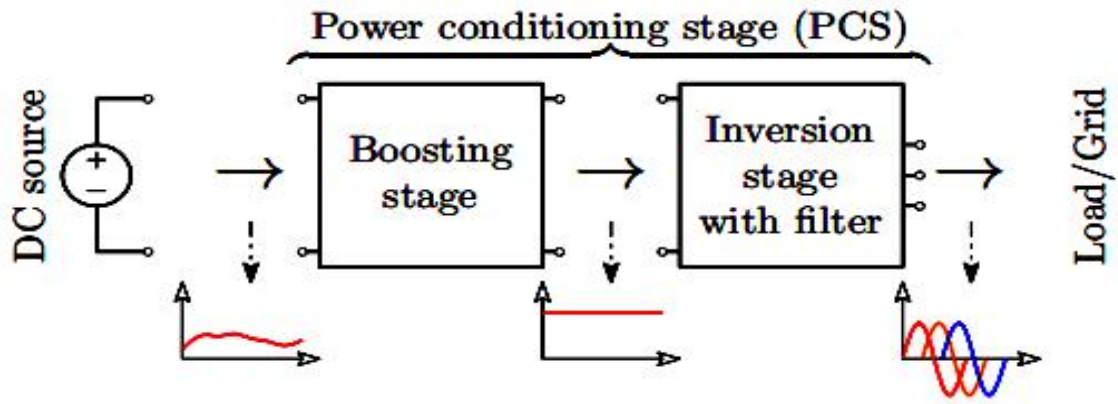 Power conditioning stage (PCS)
DC source
Boosting
stage
Inversion
stage
with filter
Load/Grid